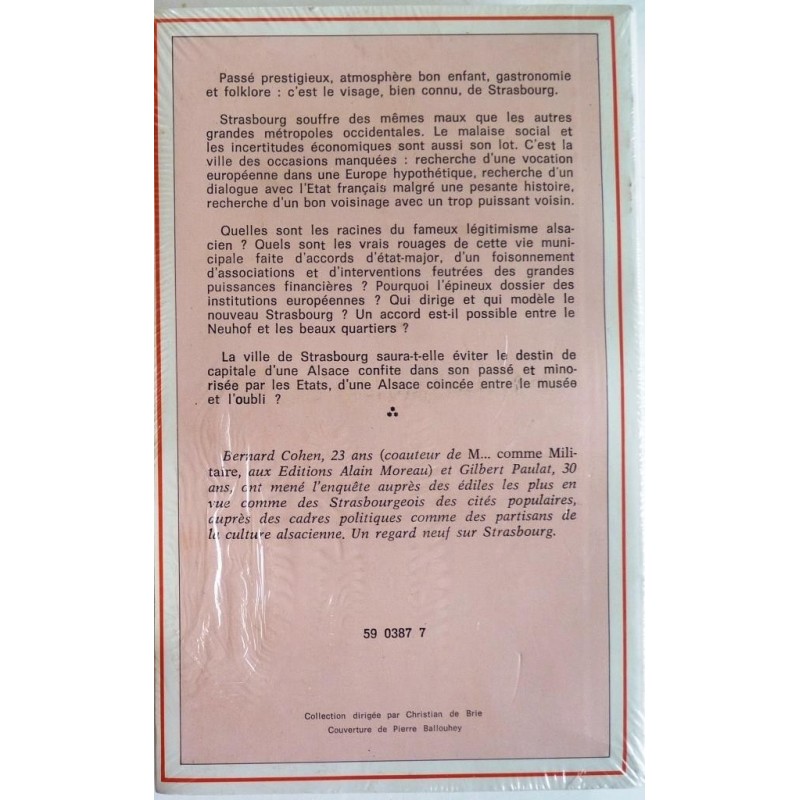 Passé prestigieux, atmosphère bon enfant, gastronomie
et folklore : c'est le visage, bien connu, de Strasbourg.
Strasbourg souffre des mêmes maux que les autres
grandes métropoles occidentales. Le malaise social et
les incertitudes économiques sont aussi son lot. C'est la
ville des occasions manquées : recherche d'une vocation
européenne dans une Europe hypothétique, recherche d'un
dialogue avec l'Etat français malgré une pesante histoire,
recherche d'un bon voisinage avec un trop puissant voisin.
Quelles sont les racines du fameux légitimisme alsa-
cien ? Quels sont les vrais rouages de cette vie muni-
cipale faite d'accords d'état-major, d'un foisonnement
d'associations et d'interventions feutrées des grandes
puissances financières ? Pourquoi l'épineux dossier des
institutions européennes ? Qui dirige et qui modèle le
nouveau Strasbourg ? Un accord est-il possible entre le
Neuhof et les beaux quartiers ?
La ville de Strasbourg saura-t-elle éviter le destin de
capitale d'une Alsace confite dans son passé et mino-
risée par les Etats, d'une Alsace coincée entre le musée
et l'oubli ?
Bernard Cohen, 23 ans (coauteur de M... comme Mili-
taire, aux Editions Alain Moreau) et Gilbert Paulat, 30
ans, ont mené l'enquête auprès des édiles les plus en
vue comme des Strasbourgeois des cités populaires,
auprès des cadres politiques comme des partisans de
la culture alsacienne. Un regard neuf sur Strasbourg.
59 0387 7
Collection dirigée par Christian de Brie
Couverture de Pierre Ballouhey